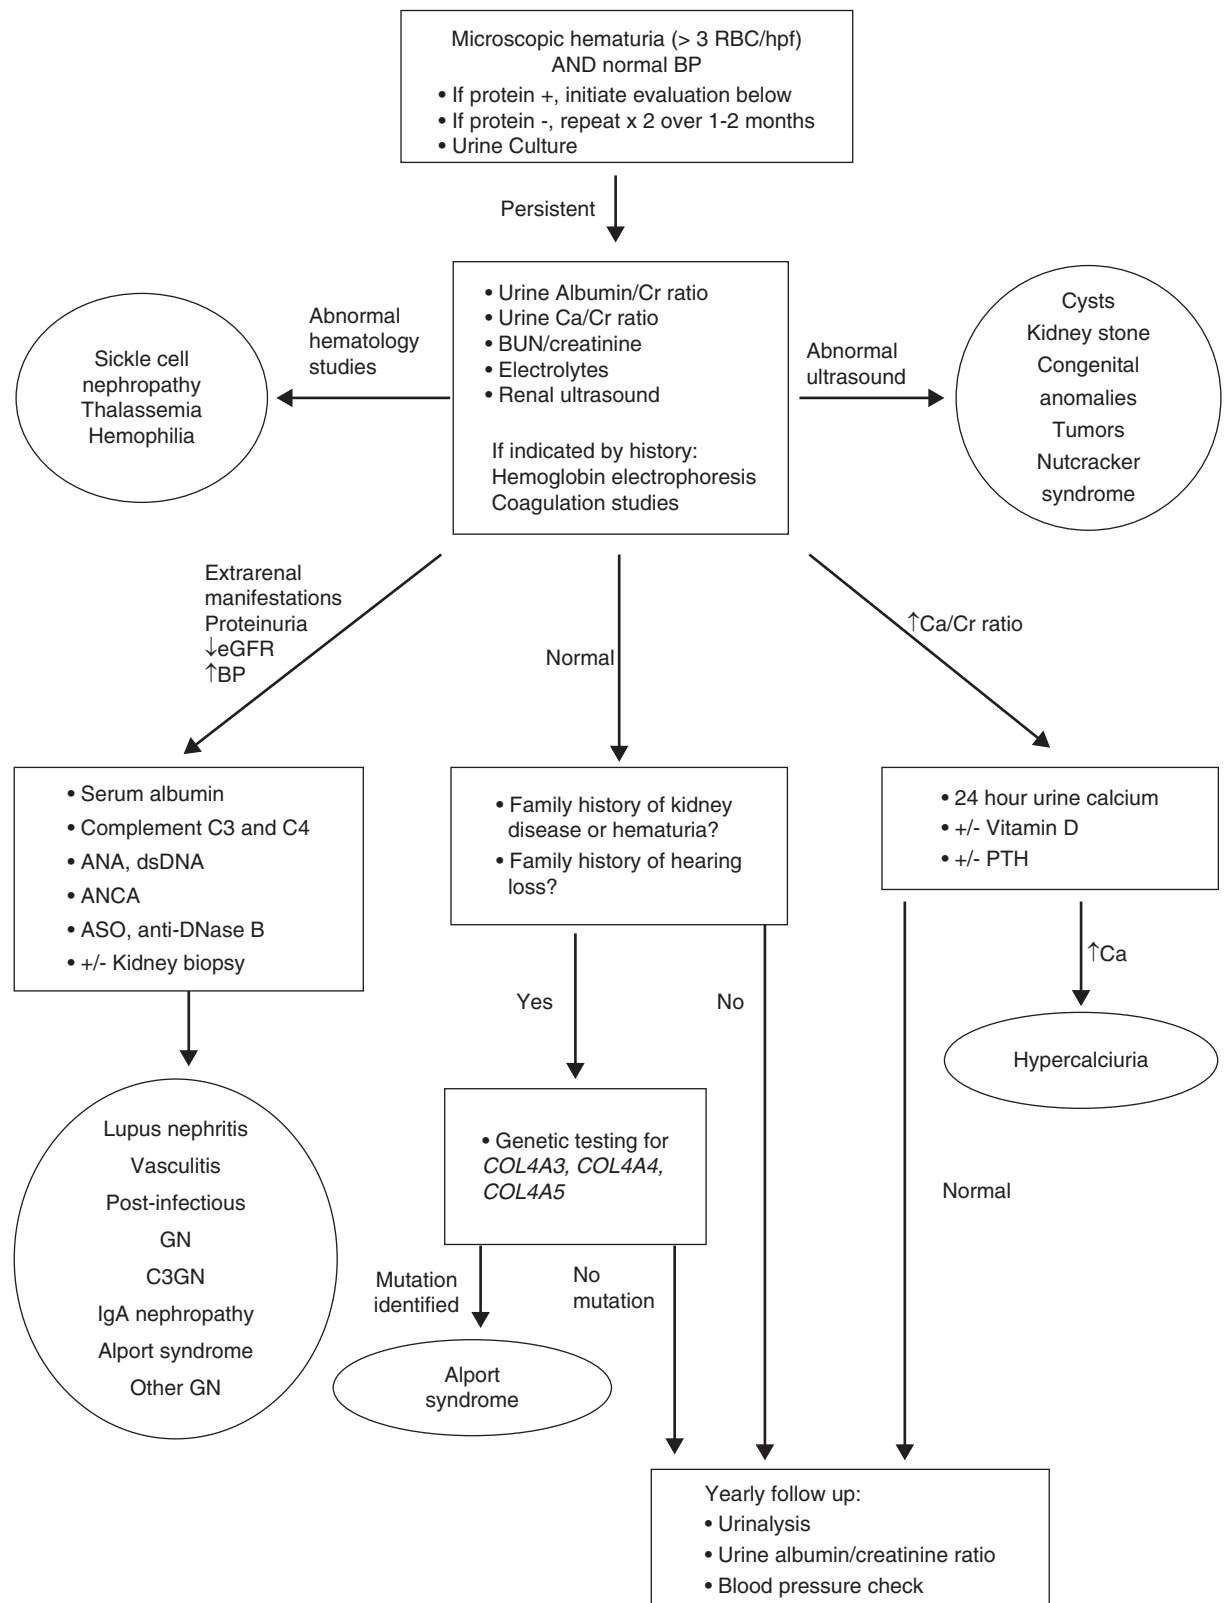 Microscopic hematuria (> 3 RBC/hpf)
AND normal BP
• If protein +, initiate evaluation below
• If protein -, repeat x 2 over 1-2 months
• Urine Culture
Persistent
• Urine Albumin/Cr ratio
• Urine Ca/Cr ratio
• BUN/creatinine
• Electrolytes
• Renal ultrasound
If indicated by history:
Hemoglobin electrophoresis
Coagulation studies
Abnormal
hematology
studies
Sickle cell
nephropathy
Thalassemia
Hemophilia
Abnormal
ultrasound
Cysts
Kidney stone
Congenital
anomalies
Tumors
Nutcracker
syndrome
Extrarenal
manifestations
Proteinuria
↓eGFR
↑BP
Normal
↑Ca/Cr ratio
• Serum albumin
• Complement C3 and C4
• ANA, dsDNA
• ANCA
• ASO, anti-DNase B
• +/- Kidney biopsy
• Family history of kidney
disease or hematuria?
• Family history of hearing
loss?
• 24 hour urine calcium
• +/- Vitamin D
• +/- PTH
Yes
No
↑Ca
Hypercalciuria
Normal
Lupus nephritis
Vasculitis
Post-infectious
GN
C3GN
IgA nephropathy
Alport syndrome
Other GN
• Genetic testing for
COL4A3, COL4A4,
COL4A5
Mutation
identified
No
mutation
Alport
syndrome
Yearly follow up:
• Urinalysis
• Urine albumin/creatinine ratio
• Blood pressure check